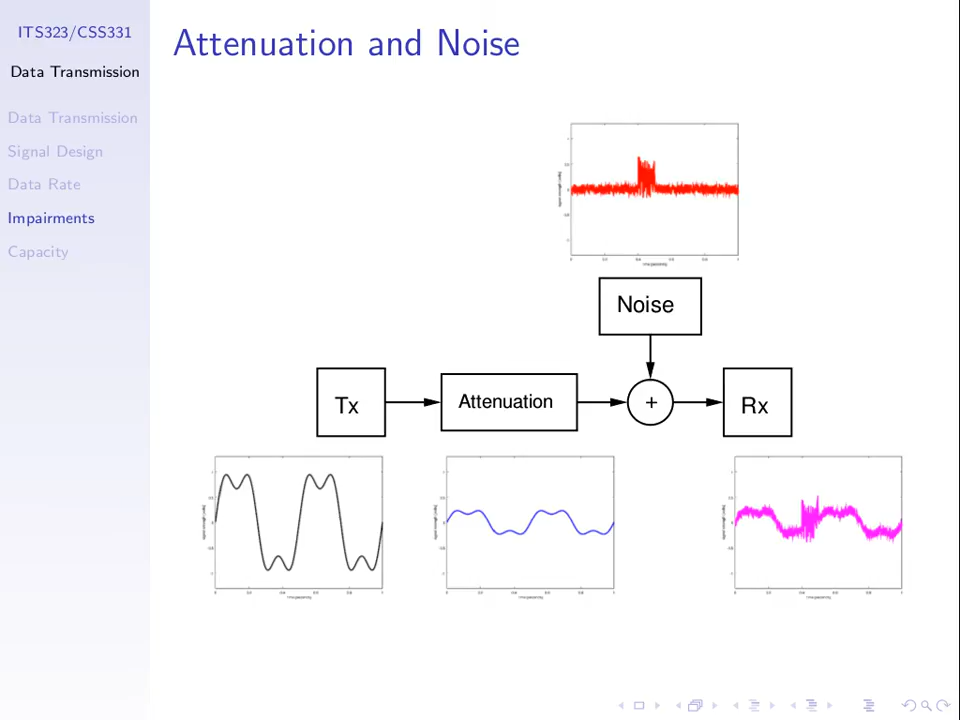 ITS323/CSS331
Data Transmission
Data Transmission
Signal Design
Data Rate
Impairments
Capacity
Attenuation and Noise
Noise
Tx
Attenuation
+
Rx